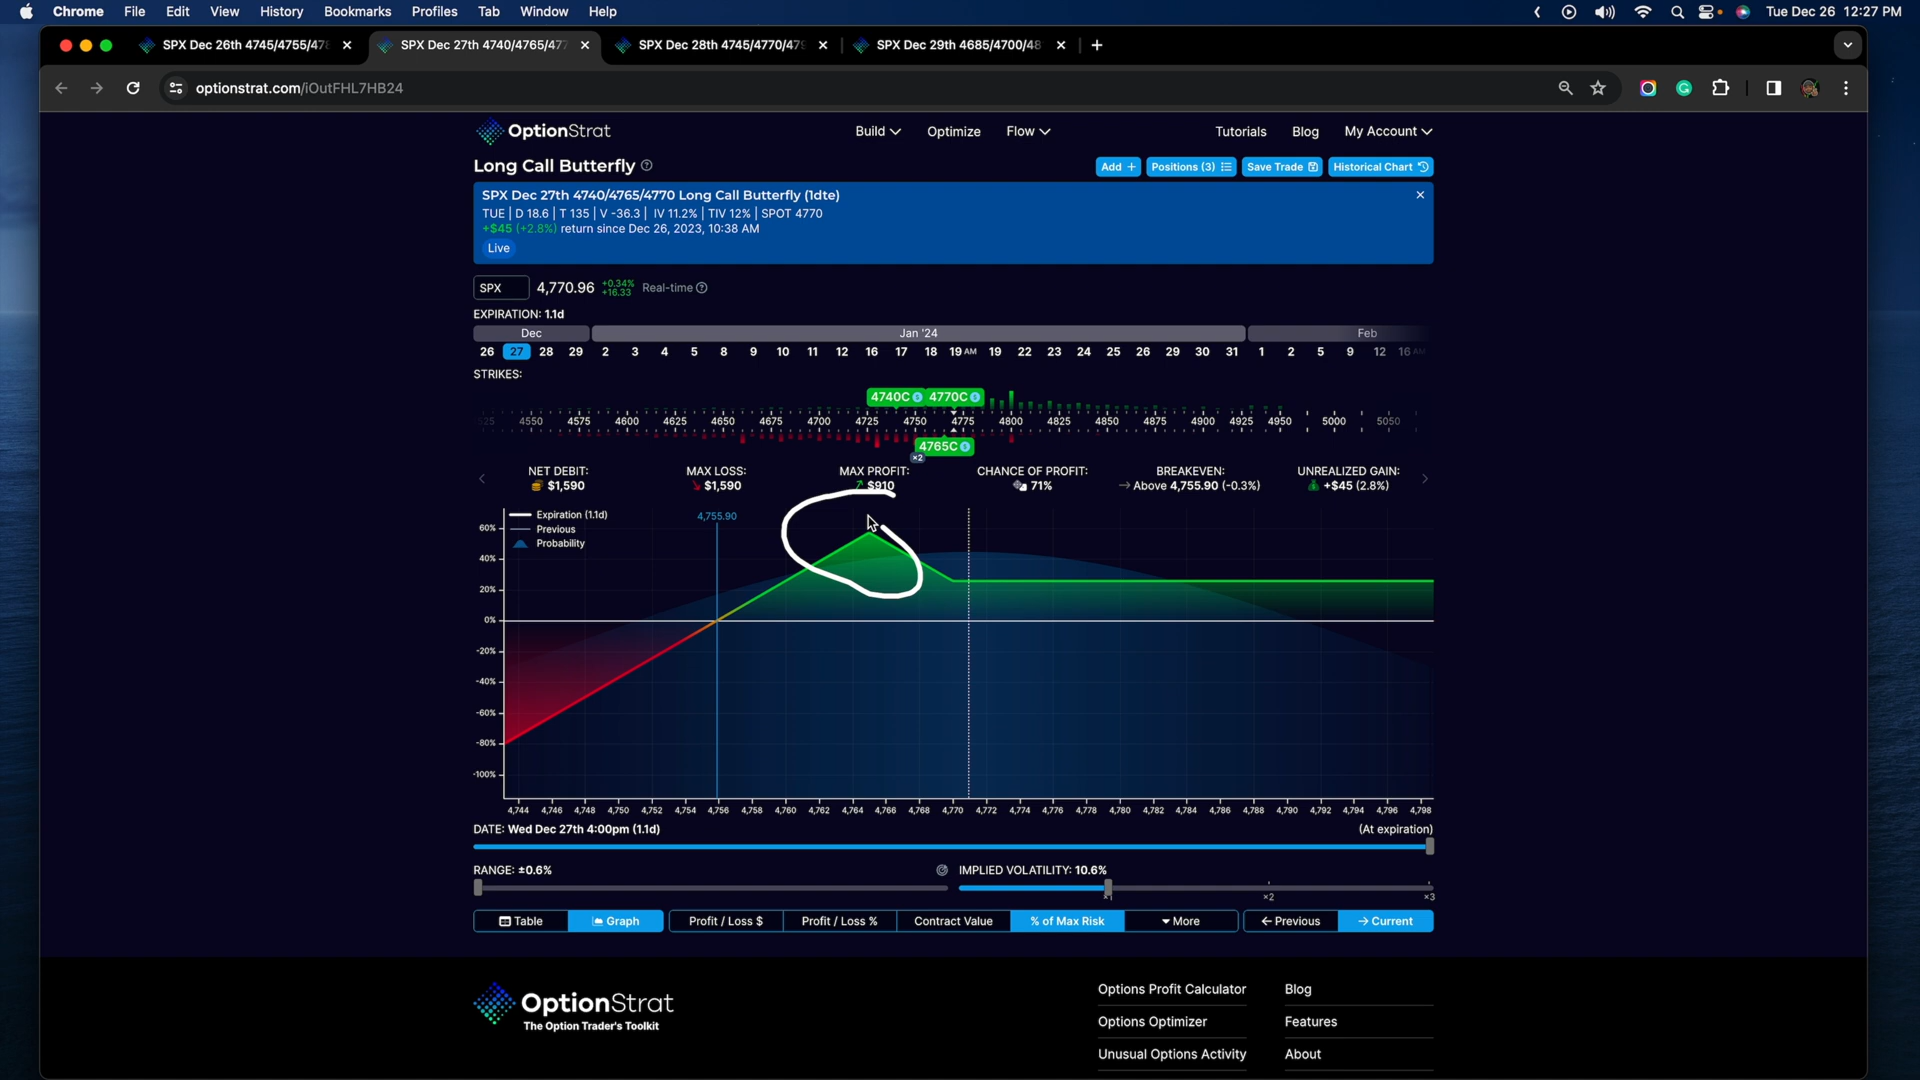 Chrome File Edit View History Bookmarks Profiles Tab Window Help Tue Dec 26 12:27 PM
SPX Dec 26th 4745/4755/478 SPX Dec 27th 4740/4765/477 SPX Dec 28th 4745/4770/479 SPX Dec 29th 4685/4700/48
optionstrat.com/iOutFHL7HB24
OptionStrat Build Optimize Flow Tutorials Blog My Account
Long Call Butterfly Add + Positions (3) Save Trade Historical Chart
SPX Dec 27th 4740/4765/4770 Long Call Butterfly (1dte)
TUE | D 18.6 | T 135 | V -36.3 | IV 11.2% | TIV 12% | SPOT 4770
+$45 (+2.8%) return since Dec 26, 2023, 10:38 AM
Live
SPX 4,770.96 +0.34% +16.33 Real-time
EXPIRATION: 1.1d
Dec Jan '24 Feb
26 27 28 29 2 3 4 5 8 9 10 11 12 16 17 18 19 AM 19 22 23 24 25 26 29 30 31 1 2 5 9 12 16 AM
STRIKES:
4740C 4770C
525 4550 4575 4600 4625 4650 4675 4700 4725 4750 4775 4800 4825 4850 4875 4900 4925 4950 5000 5050
4765C
x2
NET DEBIT: MAX LOSS: MAX PROFIT: CHANCE OF PROFIT: BREAKEVEN: UNREALIZED GAIN:
$1,590 $1,590 $910 71% Above 4,755.90 (-0.3%) +$45 (2.8%)
Expiration (1.1d) 4,755.90
Previous
Probability
60%
40%
20%
0%
-20%
-40%
-60%
-80%
-100%
4,744 4,746 4,748 4,750 4,752 4,754 4,756 4,758 4,760 4,762 4,764 4,766 4,768 4,770 4,772 4,774 4,776 4,778 4,780 4,782 4,784 4,786 4,788 4,790 4,792 4,794 4,796 4,798
DATE: Wed Dec 27th 4:00pm (1.1d) (At expiration)
RANGE: ±0.6% IMPLIED VOLATILITY: 10.6%
x1 x2 x3
Table Graph Profit / Loss $ Profit / Loss % Contract Value % of Max Risk More Previous Current
OptionStrat
The Option Trader's Toolkit
Options Profit Calculator Blog
Options Optimizer Features
Unusual Options Activity About